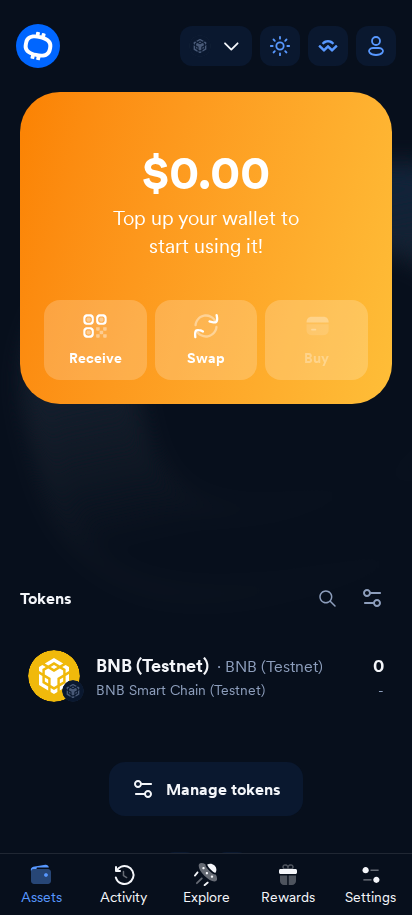 $0.00
Top up your wallet to
start using it!
Receive
Swap
Buy
Tokens
BNB (Testnet) · BNB (Testnet)
0
BNB Smart Chain (Testnet)
-
Manage tokens
Assets
Activity
Explore
Rewards
Settings